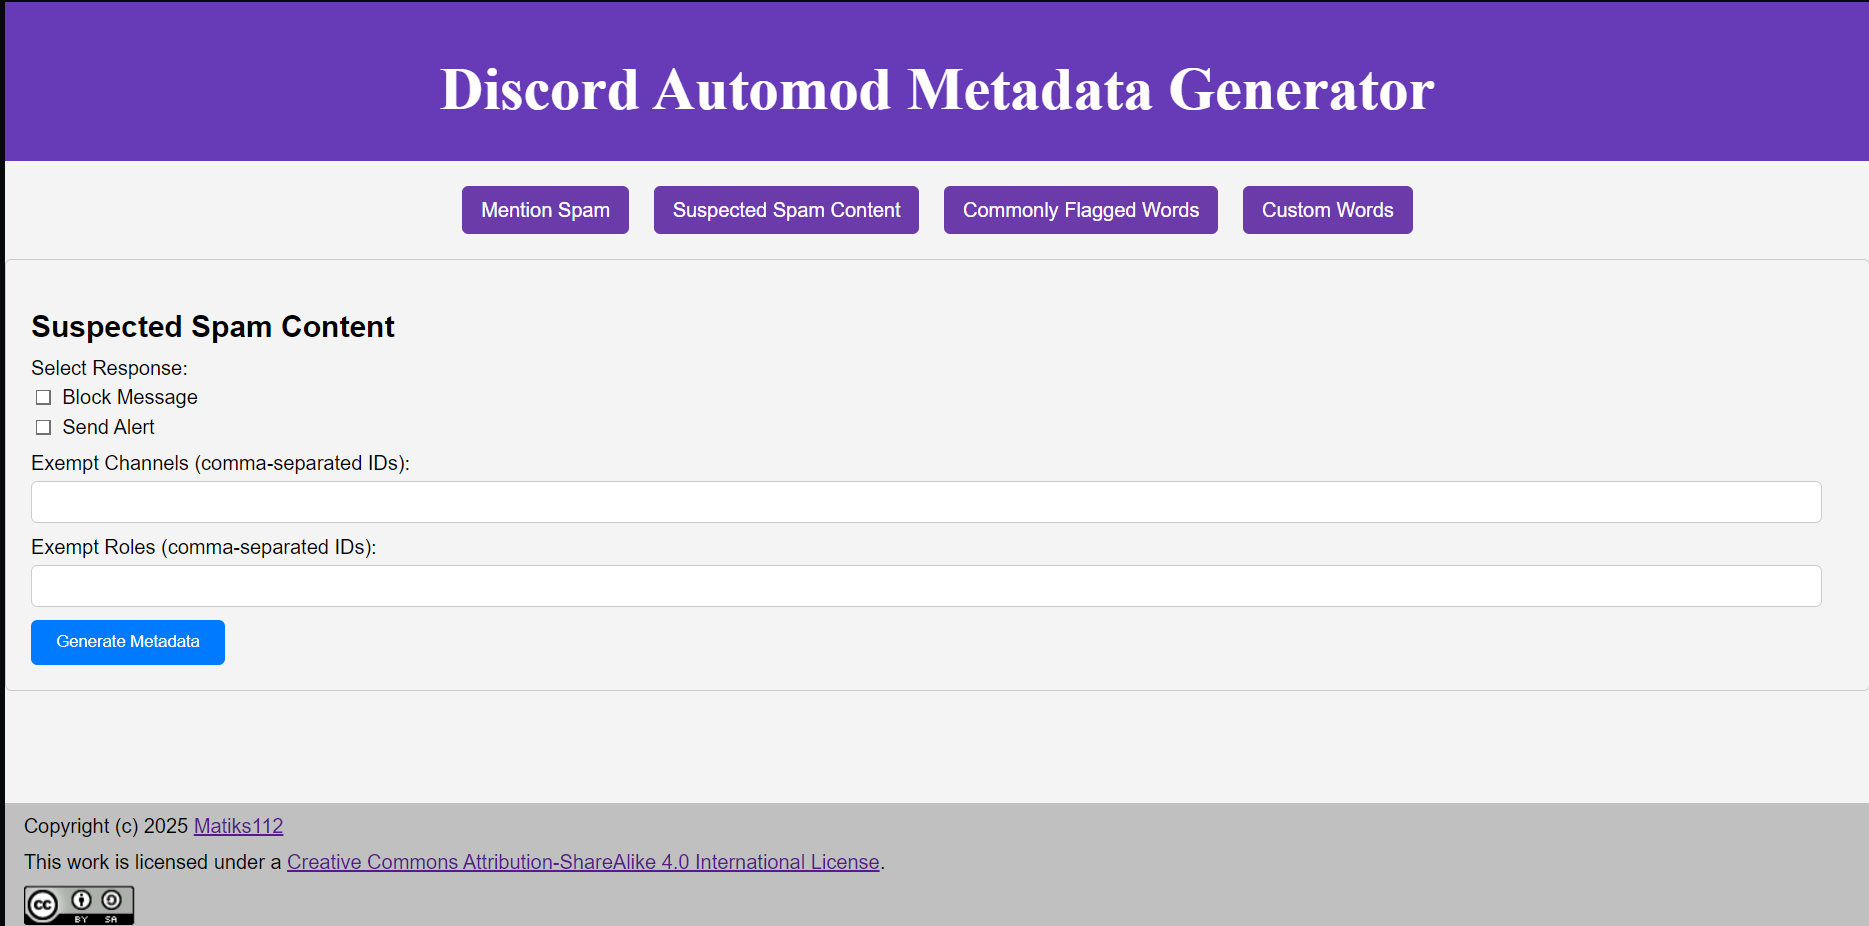 Discord Automod Metadata Generator
Mention Spam Suspected Spam Content Commonly Flagged Words Custom Words
Suspected Spam Content
Select Response:
Block Message
Send Alert
Exempt Channels (comma-separated IDs):
Exempt Roles (comma-separated IDs):
Generate Metadata
Copyright (c) 2025 Matiks112
This work is licensed under a Creative Commons Attribution-ShareAlike 4.0 International License.
cc
BY SA